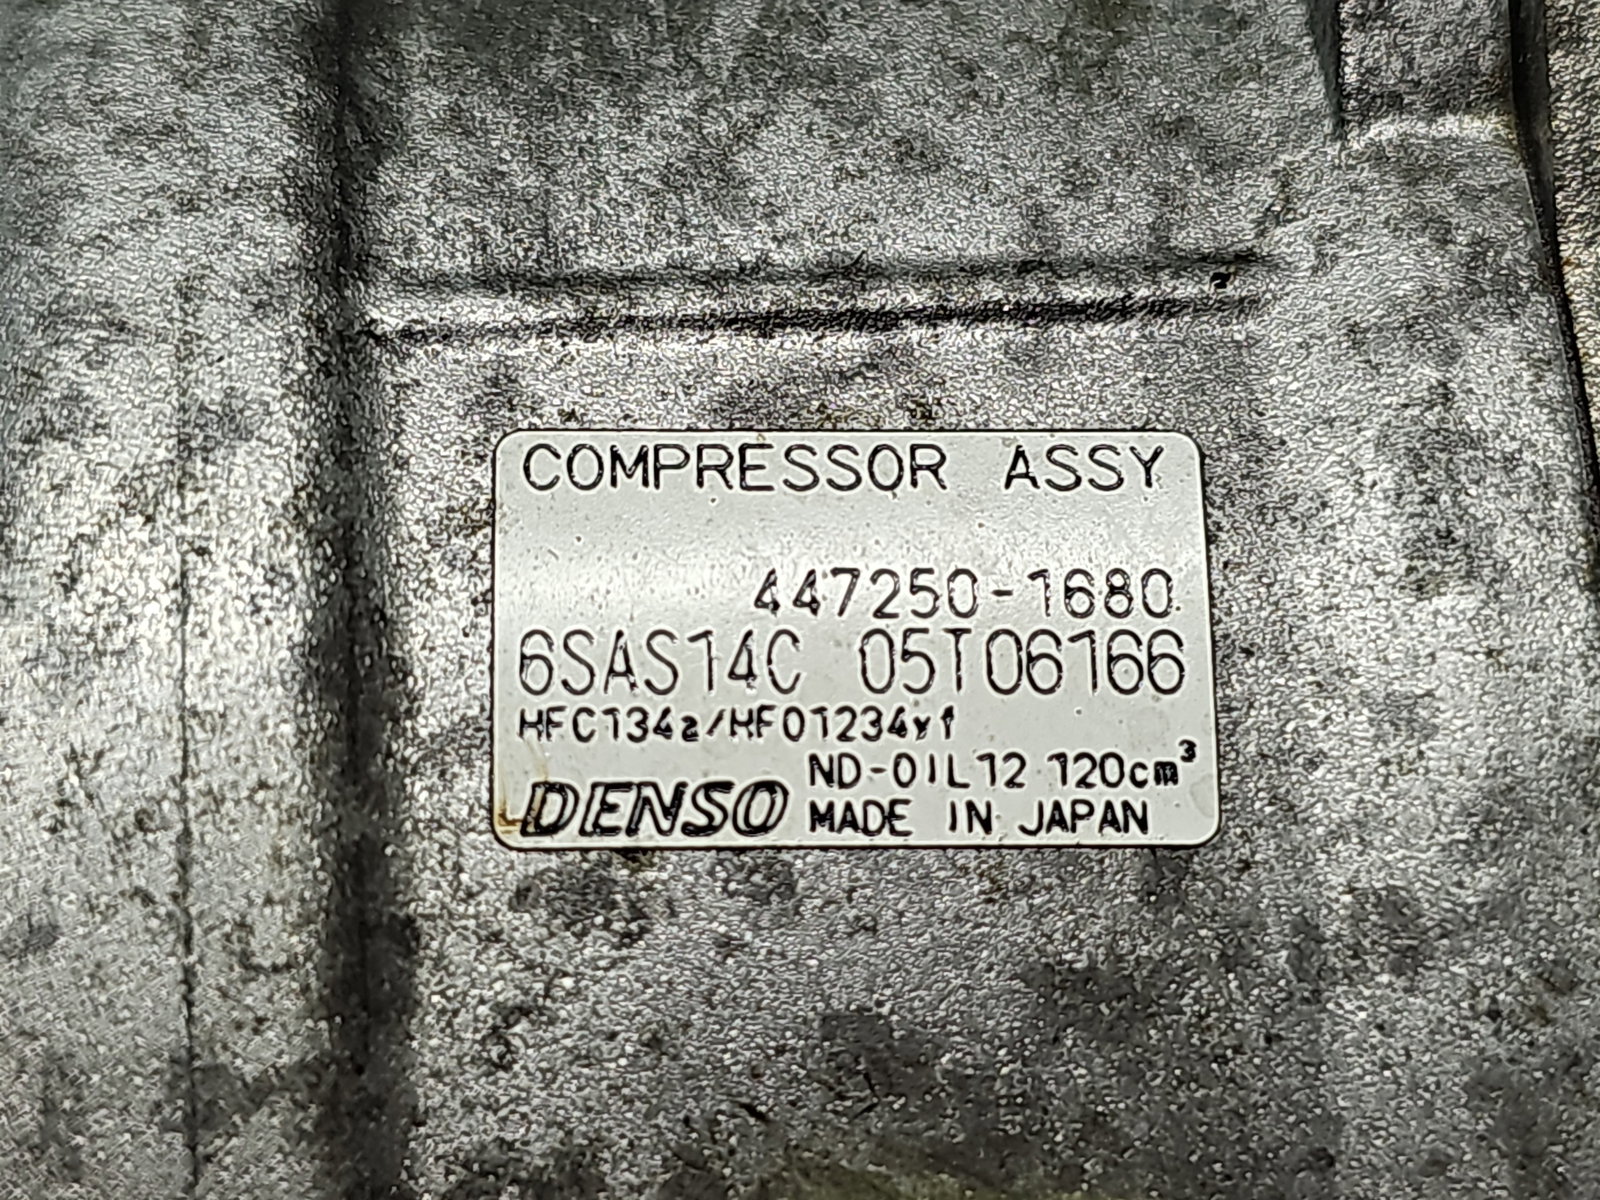 COMPRESSOR ASSY
447250-1680
6SAS14C 05T06166
HFC134a/HFO1234yf
ND-OIL12 120cm³
DENSO MADE IN JAPAN